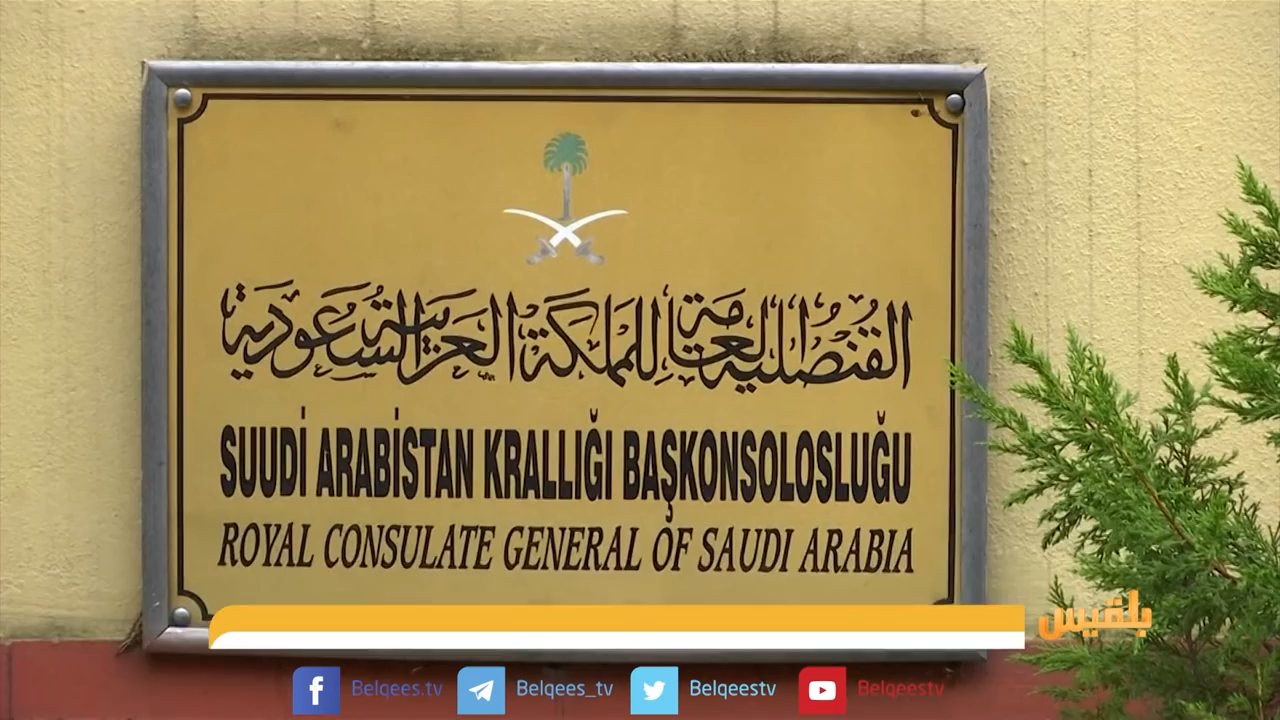 القنصلية العامة للمملكة العربية السعودية
SUUDİ ARABİSTAN KRALLIĞI BAŞKONSOLOSLUĞU
ROYAL CONSULATE GENERAL OF SAUDI ARABIA
بلقيس
Belqees.tv Belqees_tv Belqeestv Belqeestv